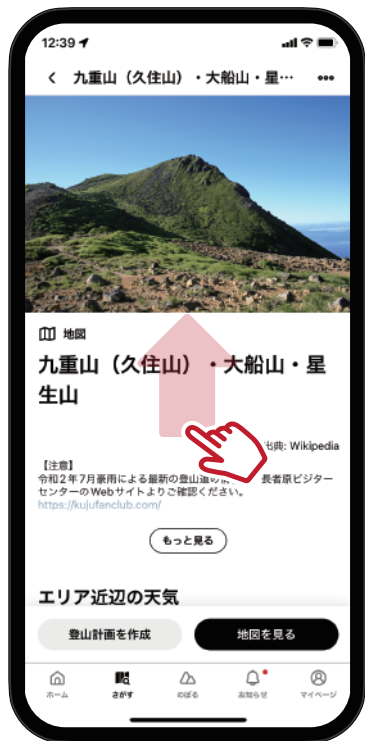 12:39
九重山（久住山）・大船山・星…
地図
九重山（久住山）・大船山・星
生山
出典: Wikipedia
【注意】
令和2年7月豪雨による最新の登山道の 長者原ビジター
センターのWebサイトよりご確認ください。
https://kujufanclub.com/
もっと見る
エリア近辺の天気
登山計画を作成
地図を見る
ホーム
さがす
のぼる
お知らせ
マイページ